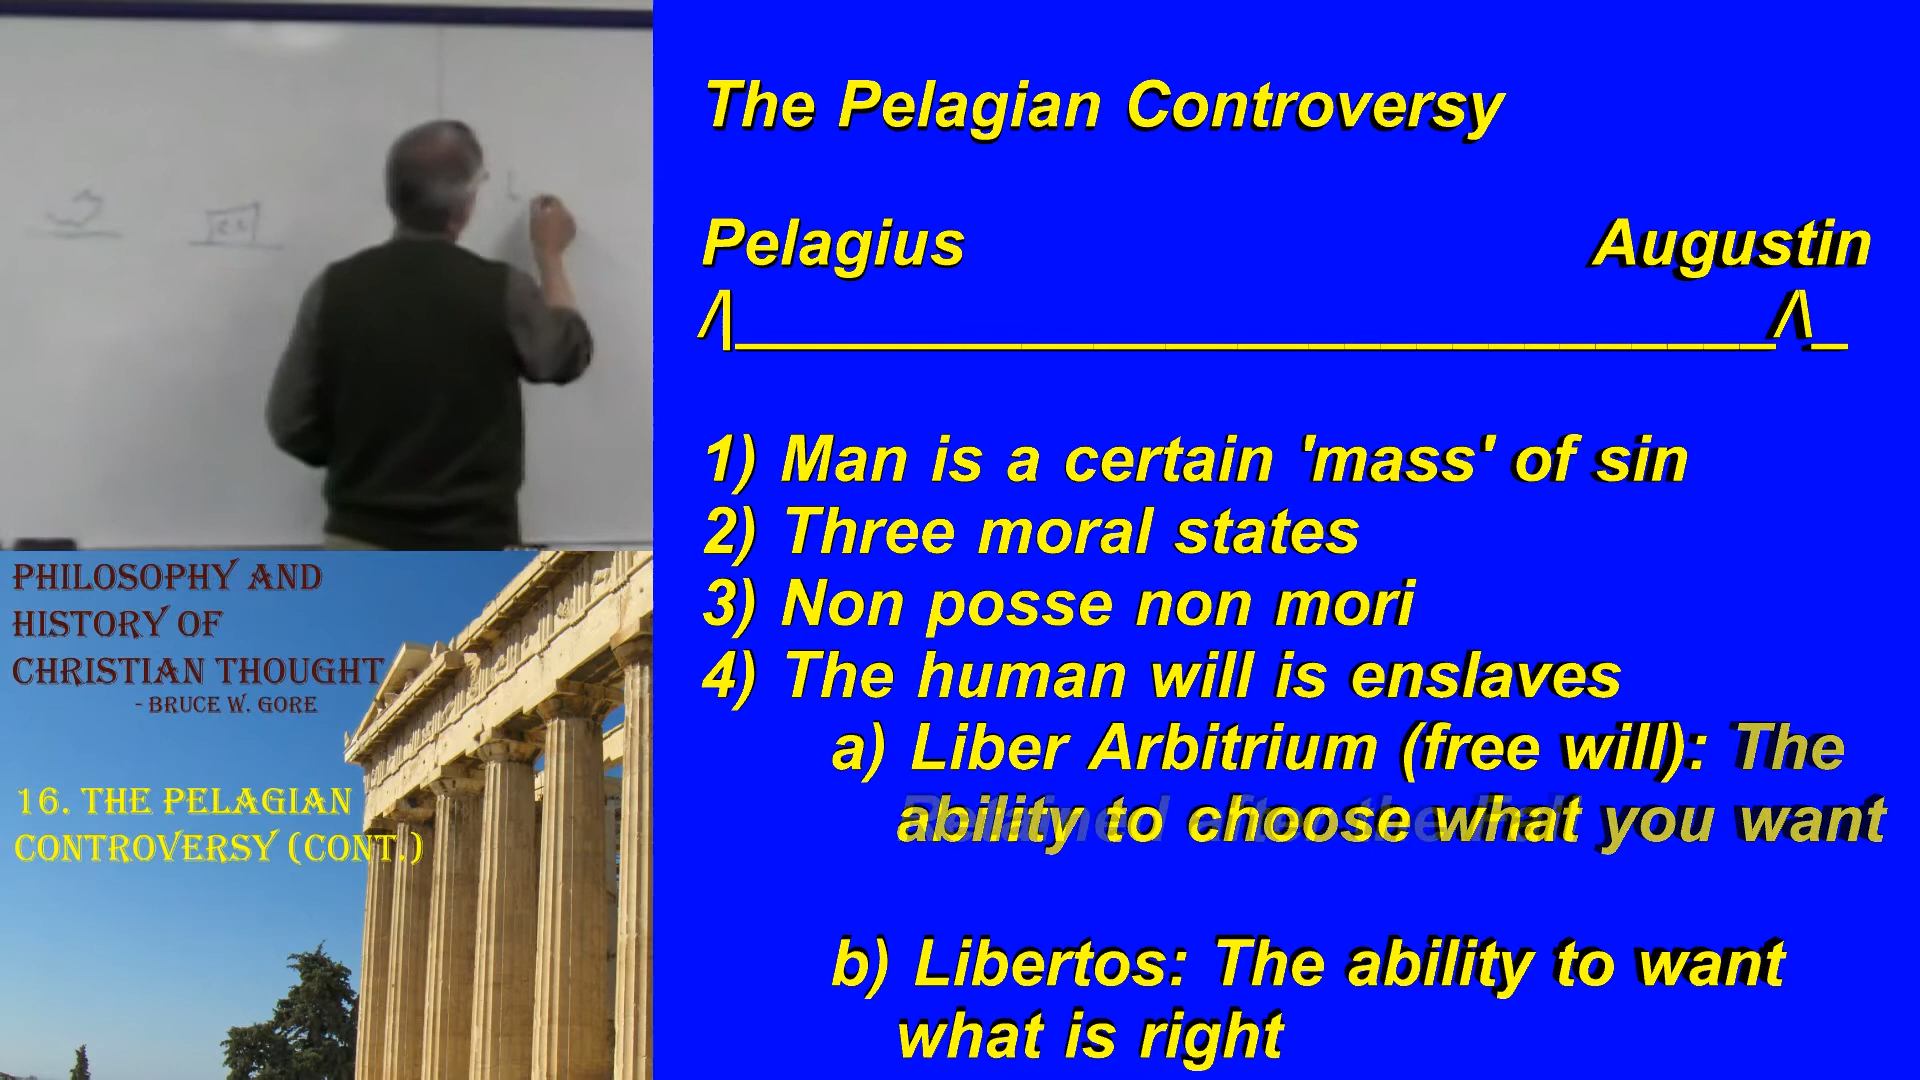 The Pelagian Controversy
Pelagius Augustin
/\___________________________/\_
1) Man is a certain 'mass' of sin
2) Three moral states
3) Non posse non mori
4) The human will is enslaves
a) Liber Arbitrium (free will): The
ability to choose what you want
b) Libertos: The ability to want
what is right
PHILOSOPHY AND
HISTORY OF
CHRISTIAN THOUGHT
- BRUCE W. GORE
16. THE PELAGIAN
CONTROVERSY (CONT.)